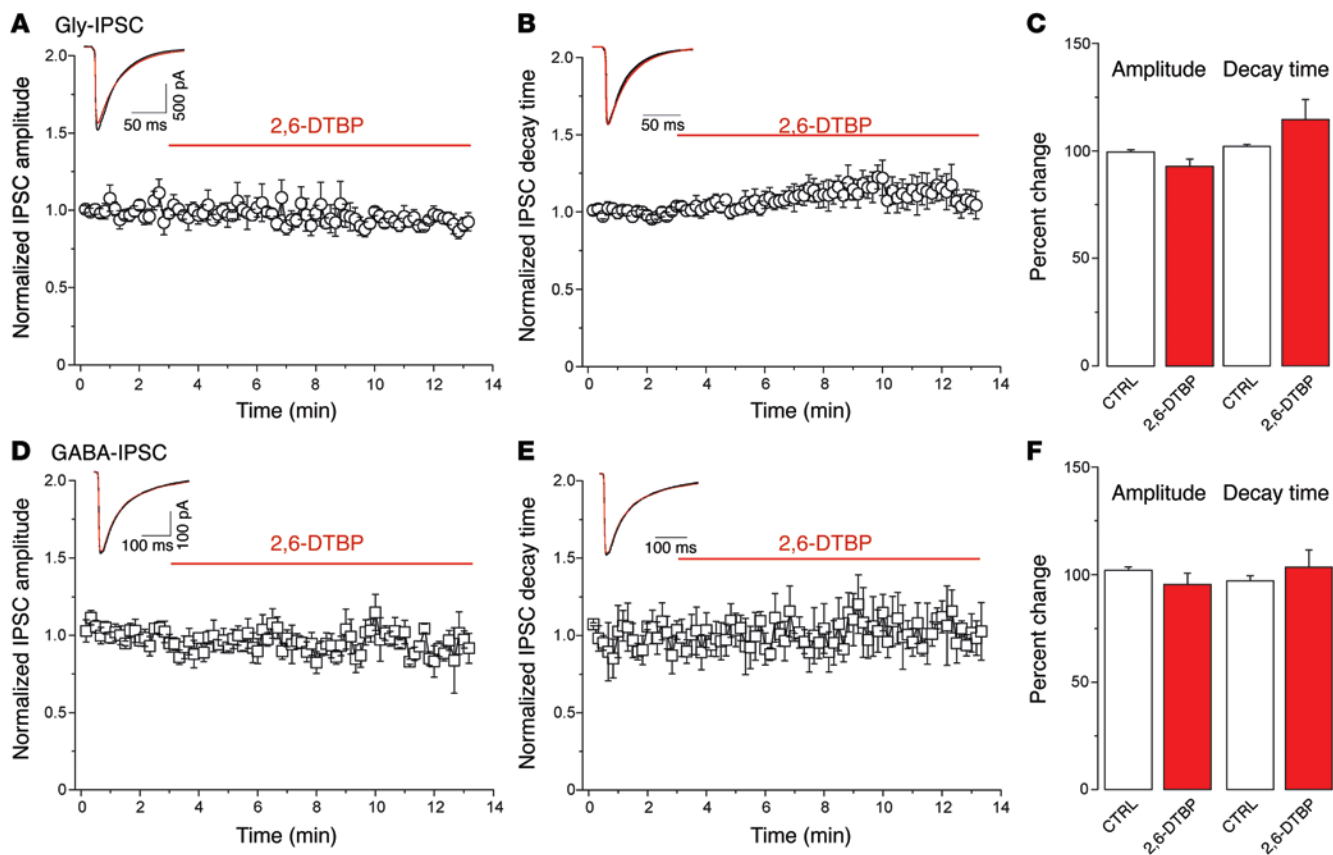 A Gly-IPSC
Normalized IPSC amplitude
2.0
1.5
1.0
0.5
0
50 ms
500 pA
2,6-DTBP
0 2 4 6 8 10 12 14
Time (min)
B
Normalized IPSC decay time
2.0
1.5
1.0
0.5
0
50 ms
2,6-DTBP
0 2 4 6 8 10 12 14
Time (min)
C
Percent change
150
100
50
0
Amplitude Decay time
CTRL 2,6-DTBP CTRL 2,6-DTBP
D GABA-IPSC
Normalized IPSC amplitude
2.0
1.5
1.0
0.5
0
100 ms
100 pA
2,6-DTBP
0 2 4 6 8 10 12 14
Time (min)
E
Normalized IPSC decay time
2.0
1.5
1.0
0.5
0
100 ms
2,6-DTBP
0 2 4 6 8 10 12 14
Time (min)
F
Percent change
150
100
50
0
Amplitude Decay time
CTRL 2,6-DTBP CTRL 2,6-DTBP